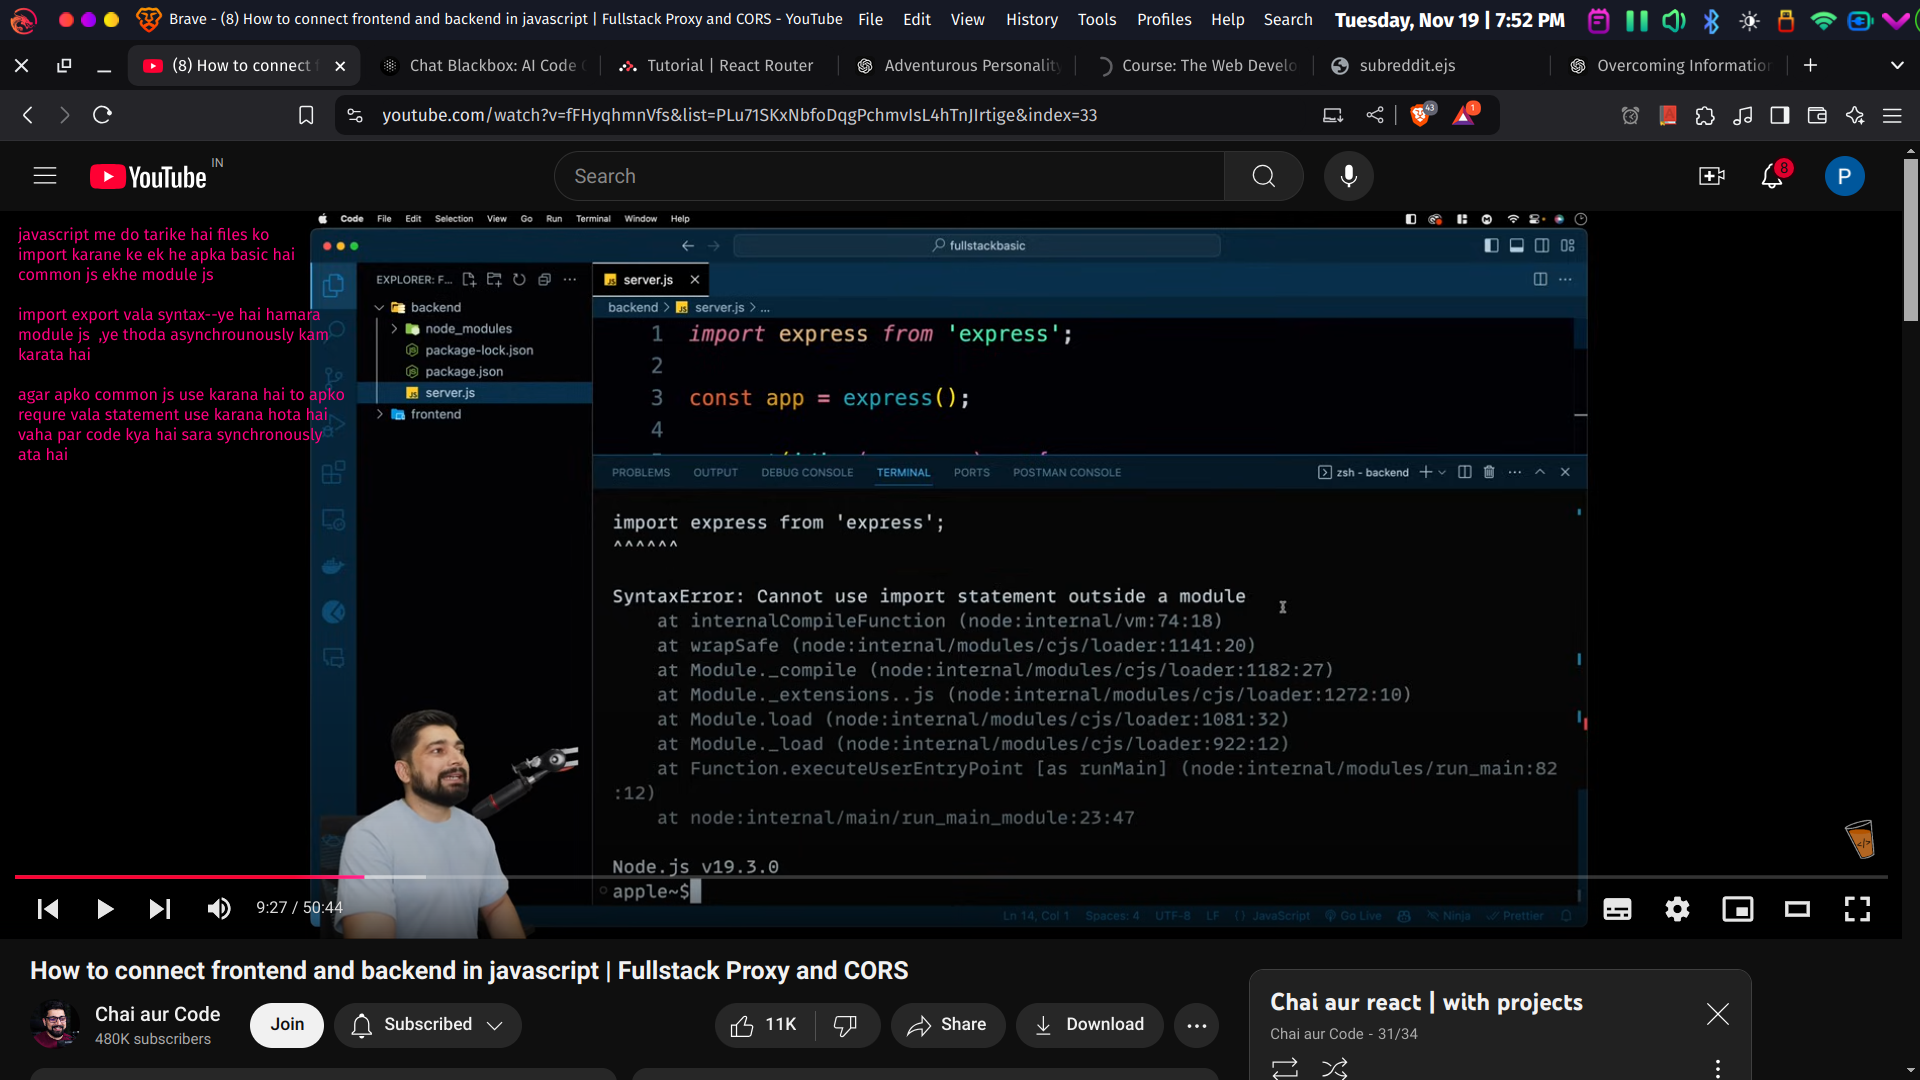 Brave - (8) How to connect frontend and backend in javascript | Fullstack Proxy and CORS - YouTube File Edit View History Tools Profiles Help Search Tuesday, Nov 19 | 7:52 PM
(8) How to connect Chat Blackbox: AI Code Tutorial | React Router Adventurous Personality Course: The Web Develo subreddit.ejs Overcoming Informatio
youtube.com/watch?v=fFHyqhmnVfs&list=PLu71SKxNbfoDqgPchmvIsL4hTnJIrtige&index=33 43 1
YouTube IN Search 8 P
Code File Edit Selection View Go Run Terminal Window Help
javascript me do tarike hai files ko
import karane ke ek he apka basic hai
common js ekhe module js
import export vala syntax--ye hai hamara
module js ,ye thoda asynchrounously kam
karata hai
agar apko common js use karana hai to apko
requre vala statement use karana hota hai
vaha par code kya hai sara synchronously
ata hai
fullstackbasic
EXPLORER: F...
backend
node_modules
package-lock.json
package.json
server.js
frontend
server.js
backend > server.js > ...
1 import express from 'express';
2
3 const app = express();
4
PROBLEMS OUTPUT DEBUG CONSOLE TERMINAL PORTS POSTMAN CONSOLE zsh - backend
import express from 'express';
^^^^^^
SyntaxError: Cannot use import statement outside a module
at internalCompileFunction (node:internal/vm:74:18)
at wrapSafe (node:internal/modules/cjs/loader:1141:20)
at Module._compile (node:internal/modules/cjs/loader:1182:27)
at Module._extensions..js (node:internal/modules/cjs/loader:1272:10)
at Module.load (node:internal/modules/cjs/loader:1081:32)
at Module._load (node:internal/modules/cjs/loader:922:12)
at Function.executeUserEntryPoint [as runMain] (node:internal/modules/run_main:82
:12)
at node:internal/main/run_main_module:23:47
Node.js v19.3.0
apple~$
Ln 14, Col 1 Spaces: 4 UTF-8 LF {} JavaScript Go Live Ninja Prettier
9:27 / 50:44
How to connect frontend and backend in javascript | Fullstack Proxy and CORS
Chai aur Code
480K subscribers
Join Subscribed 11K Share Download
Chai aur react | with projects
Chai aur Code - 31/34